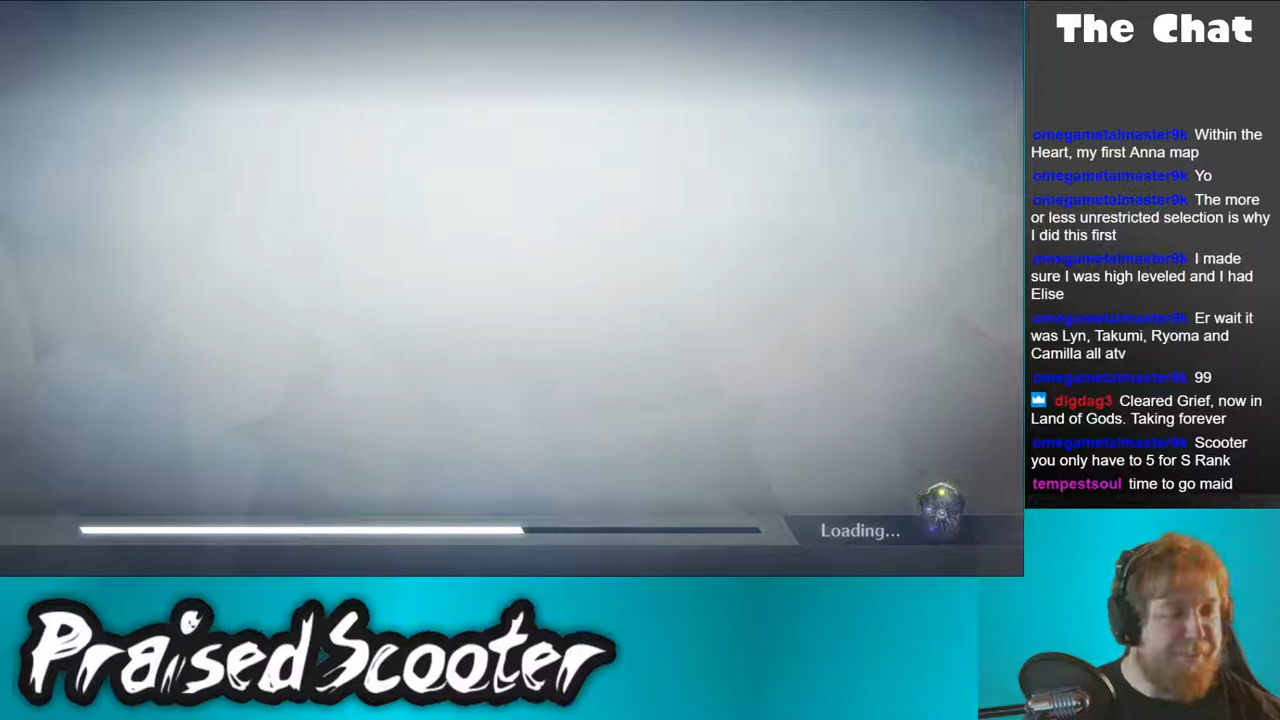 The Chat
omegametalmaster9k Within the
Heart, my first Anna map
omegametalmaster9k Yo
omegametalmaster9k The more
or less unrestricted selection is why
I did this first
omegametalmaster9k I made
sure I was high leveled and I had
Elise
omegametalmaster9k Er wait it
was Lyn, Takumi, Ryoma and
Camilla all atv
omegametalmaster9k 99
digdag3 Cleared Grief, now in
Land of Gods. Taking forever
omegametalmaster9k Scooter
you only have to 5 for S Rank
tempestsoul time to go maid
Loading...
PraisedScooter